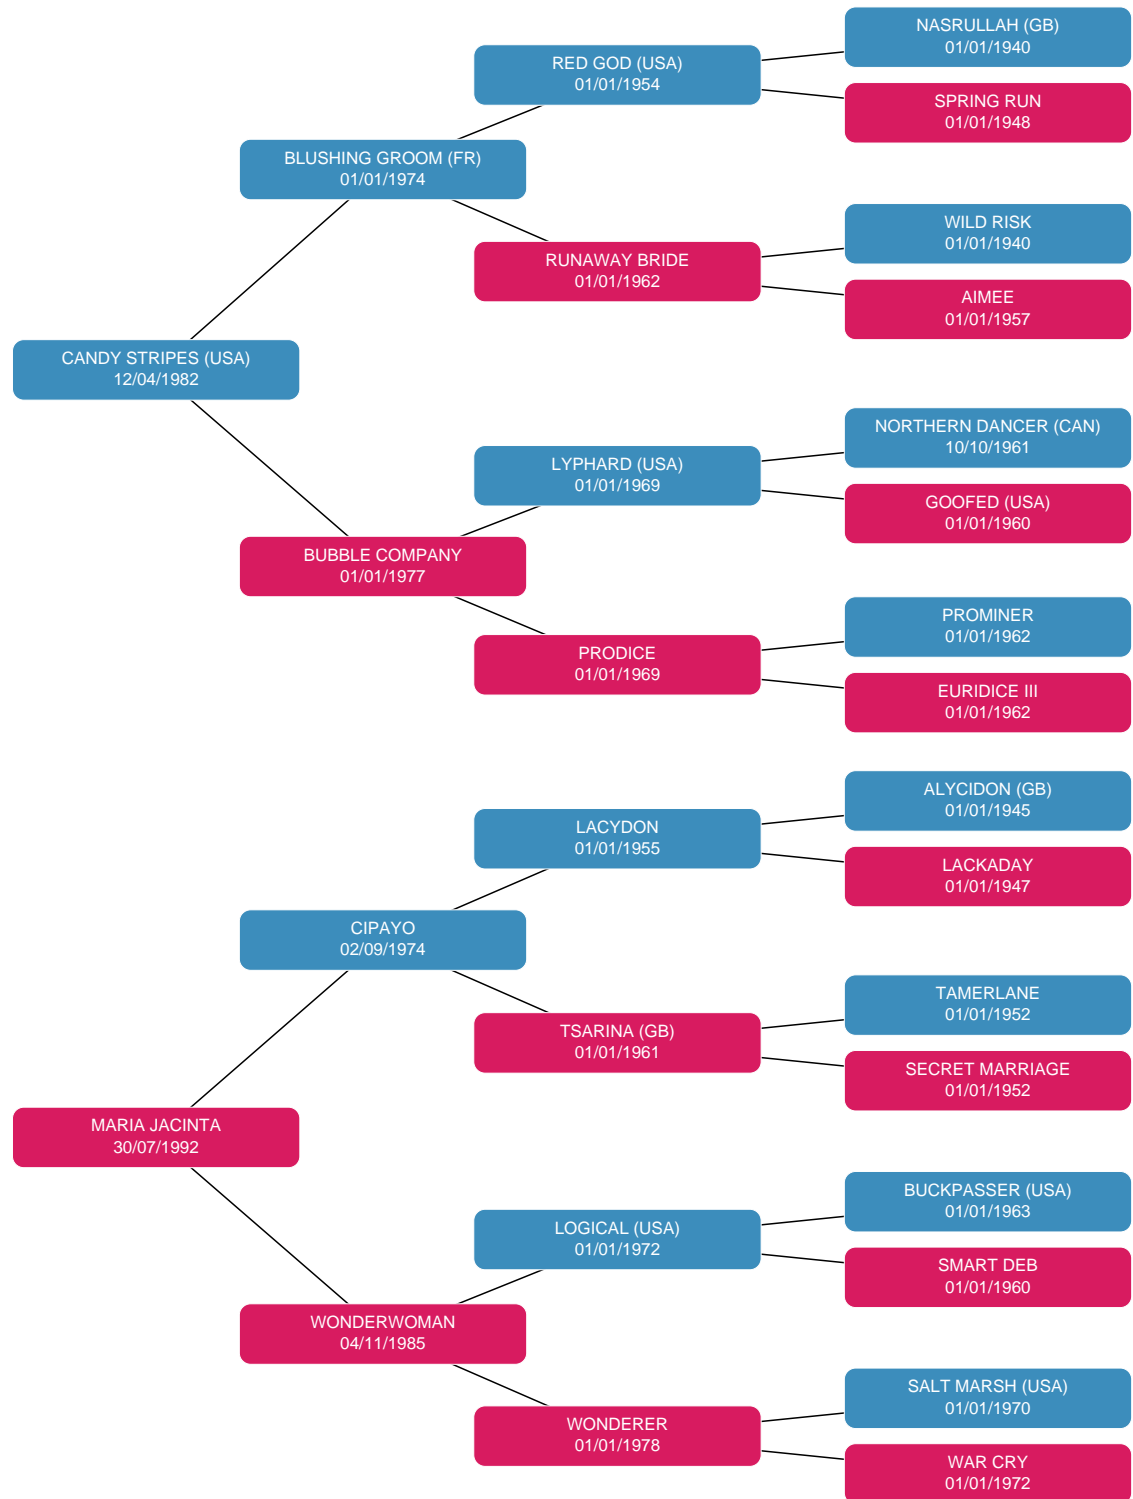 NASRULLAH (GB)
01/01/1940
RED GOD (USA)
01/01/1954
SPRING RUN
01/01/1948
BLUSHING GROOM (FR)
01/01/1974
WILD RISK
01/01/1940
RUNAWAY BRIDE
01/01/1962
AIMEE
01/01/1957
CANDY STRIPES (USA)
12/04/1982
NORTHERN DANCER (CAN)
10/10/1961
LYPHARD (USA)
01/01/1969
GOOFED (USA)
01/01/1960
BUBBLE COMPANY
01/01/1977
PROMINER
01/01/1962
PRODICE
01/01/1969
EURIDICE III
01/01/1962
ALYCIDON (GB)
01/01/1945
LACYDON
01/01/1955
LACKADAY
01/01/1947
CIPAYO
02/09/1974
TAMERLANE
01/01/1952
TSARINA (GB)
01/01/1961
SECRET MARRIAGE
01/01/1952
MARIA JACINTA
30/07/1992
BUCKPASSER (USA)
01/01/1963
LOGICAL (USA)
01/01/1972
SMART DEB
01/01/1960
WONDERWOMAN
04/11/1985
SALT MARSH (USA)
01/01/1970
WONDERER
01/01/1978
WAR CRY
01/01/1972